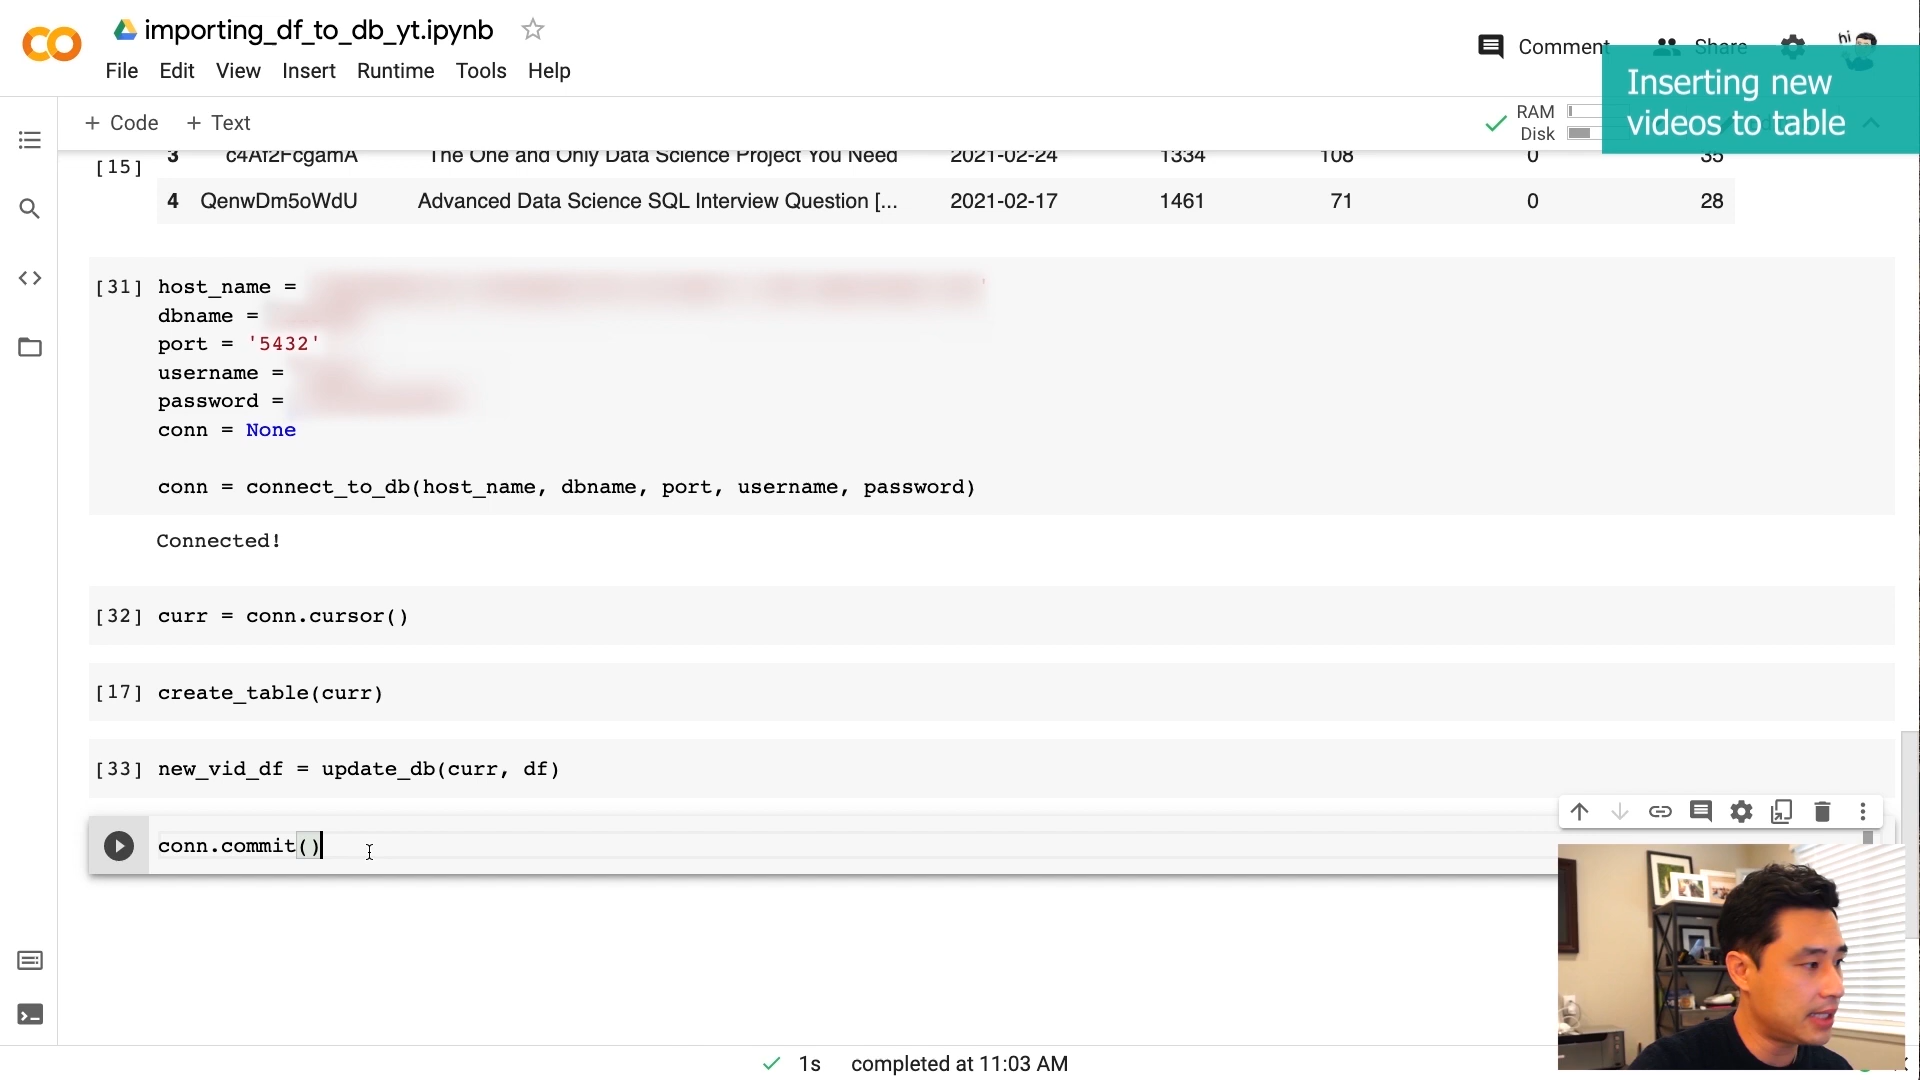 importing_df_to_db_yt.ipynb
File Edit View Insert Runtime Tools Help
Comment Share
hi
Inserting new
videos to table
+ Code + Text
RAM
Disk
[15] 3 c4Af2FcgamA The One and Only Data Science Project You Need 2021-02-24 1334 108 0 35
4 QenwDm5oWdU Advanced Data Science SQL Interview Question [... 2021-02-17 1461 71 0 28
[31] host_name =
dbname =
port = '5432'
username =
password =
conn = None
conn = connect_to_db(host_name, dbname, port, username, password)
Connected!
[32] curr = conn.cursor()
[17] create_table(curr)
[33] new_vid_df = update_db(curr, df)
conn.commit()
1s completed at 11:03 AM